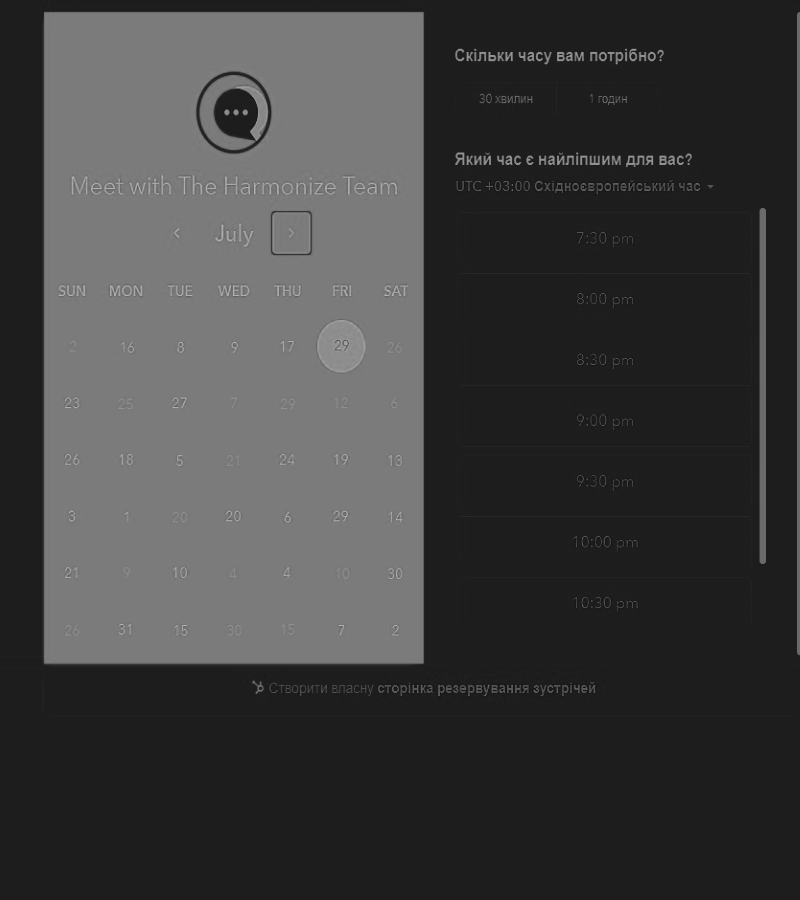 Meet with The Harmonize Team
July
SUN MON TUE WED THU FRI SAT
2 16 8 9 17 29 26
23 25 27 7 29 12 6
26 18 5 21 24 19 13
3 1 20 20 6 29 14
21 9 10 4 4 10 30
26 31 15 30 15 7 2
Скільки часу вам потрібно?
30 хвилин 1 годин
Який час є найліпшим для вас?
UTC +03:00 Східноєвропейський час
7:30 pm
8:00 pm
8:30 pm
9:00 pm
9:30 pm
10:00 pm
10:30 pm
Створити власну сторінка резервування зустрічей